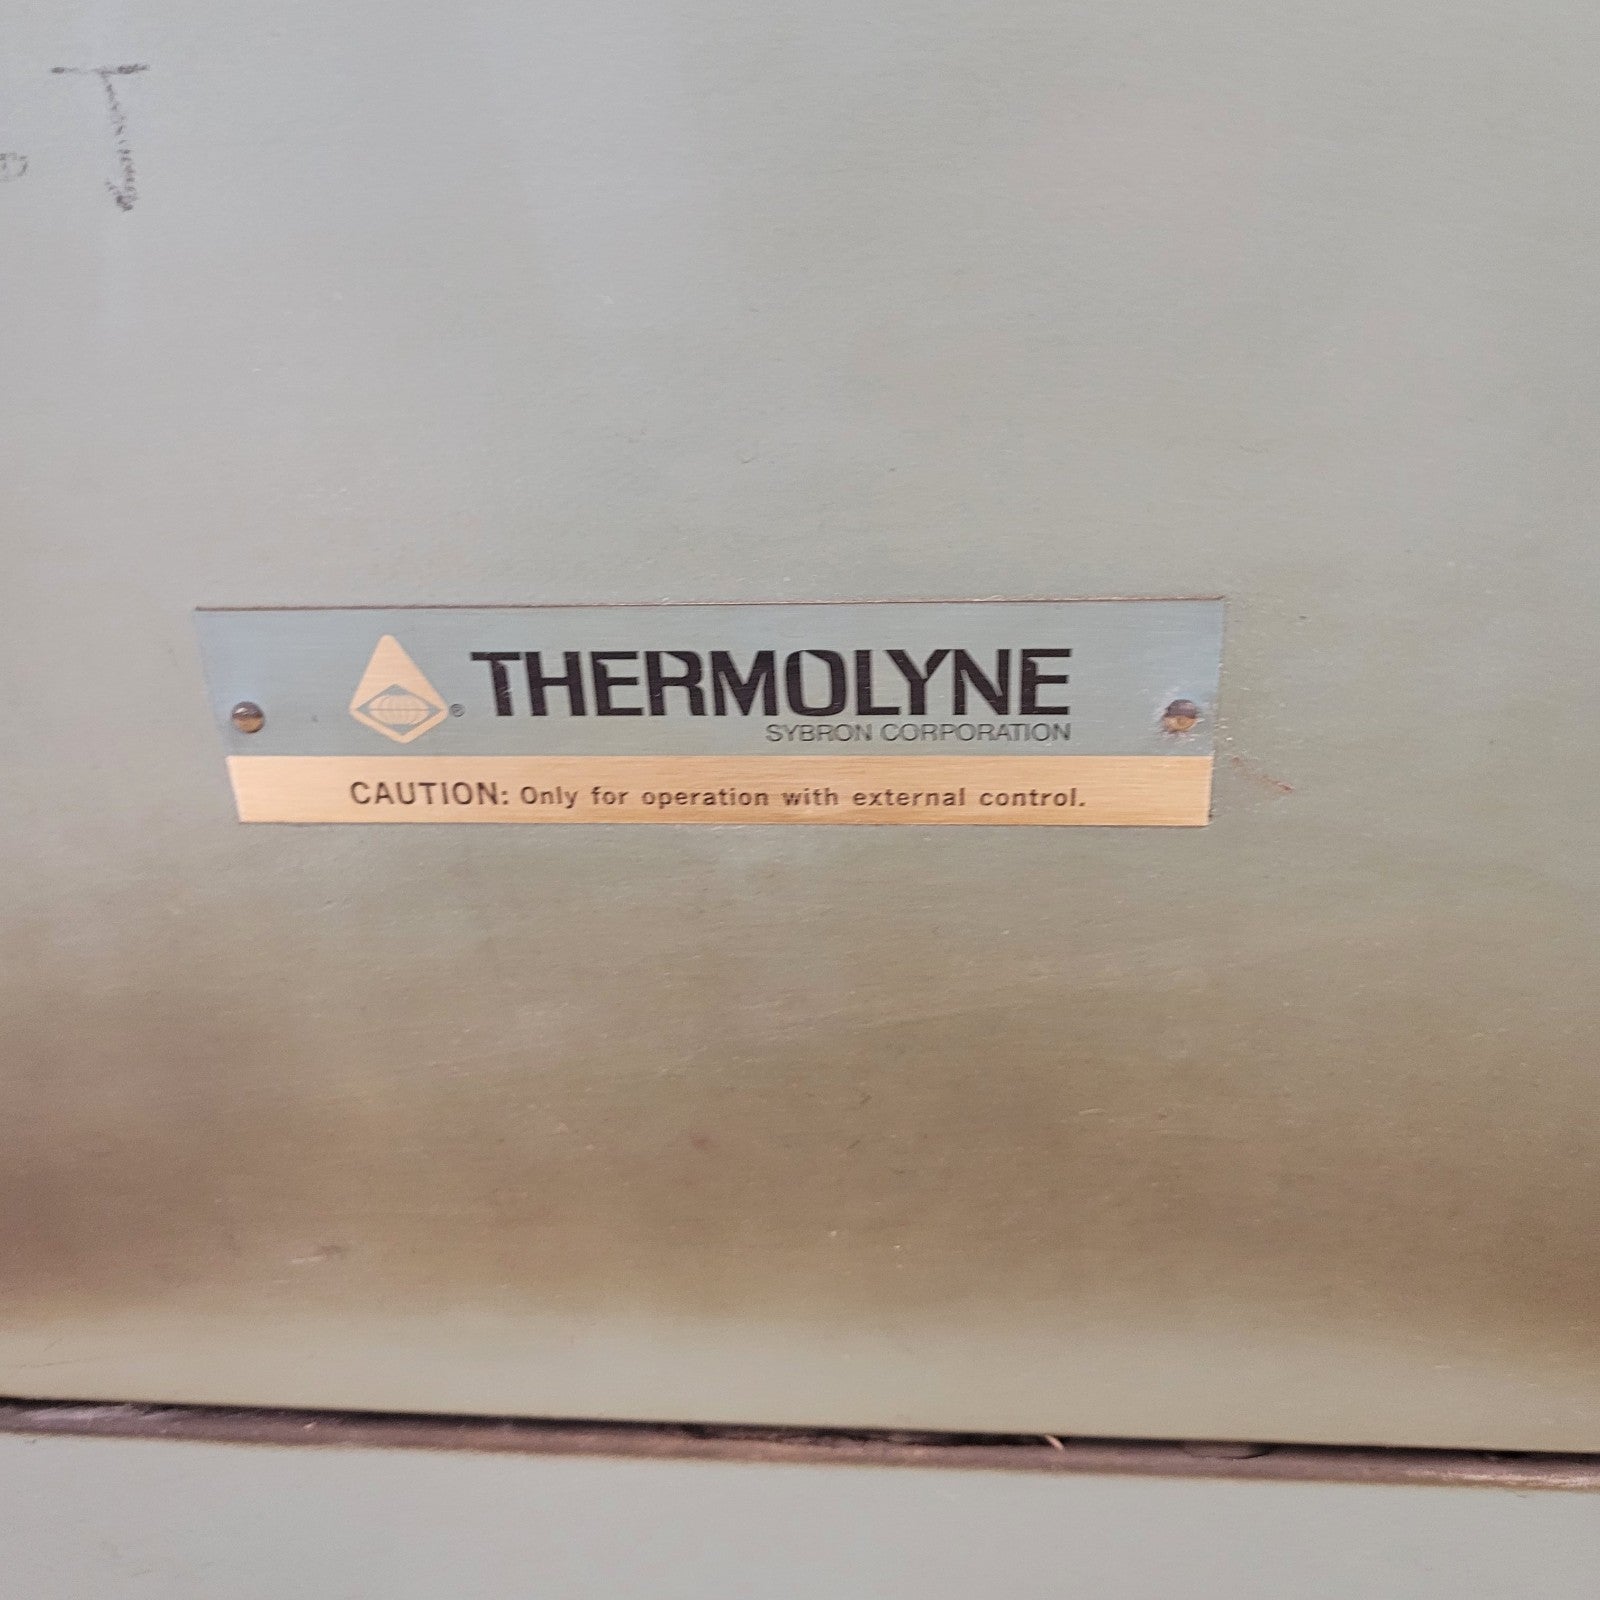 T
® THERMOLYNE
SYBRON CORPORATION
CAUTION: Only for operation with external control.